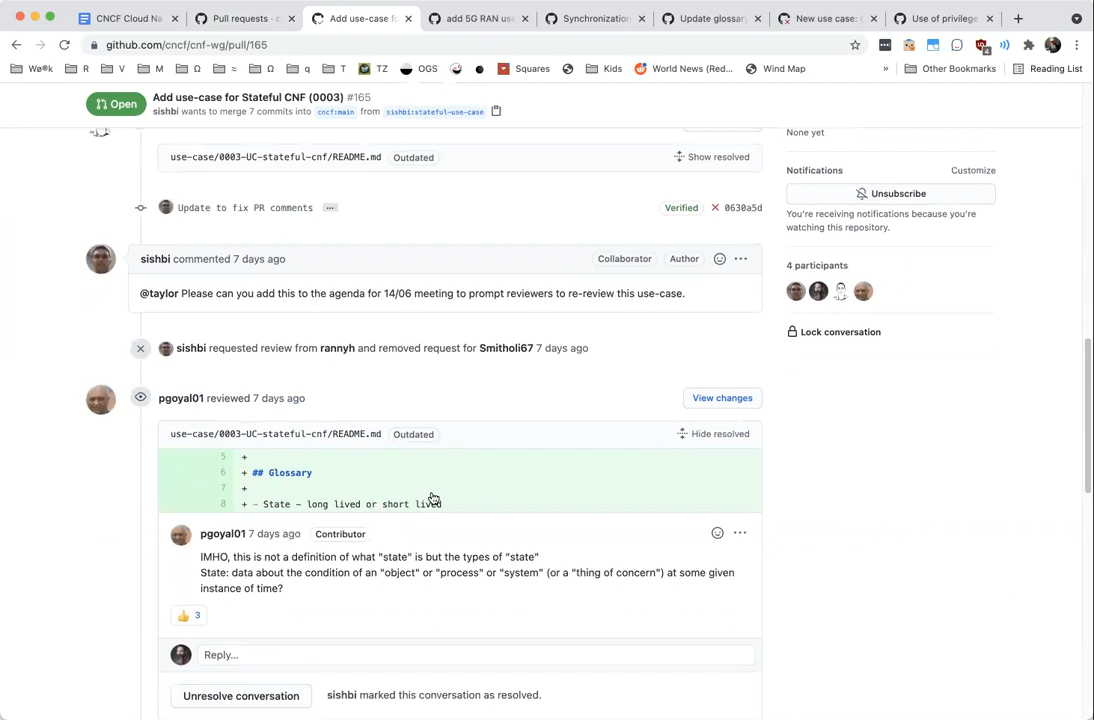 CNCF Cloud Na
Pull requests · c
Add use-case fo
add 5G RAN use
Synchronization
Update glossary
New use case:
Use of privilege
github.com/cncf/cnf-wg/pull/165
4
Wø®k
R
V
M
Ω
≈
Ω
q
T
TZ
OGS
Squares
Kids
World News (Red...
Wind Map
»
Other Bookmarks
Reading List
Open
Add use-case for Stateful CNF (0003) #165
sishbi wants to merge 7 commits into cncf:main from sishbi:stateful-use-case
None yet
use-case/0003-UC-stateful-cnf/README.md Outdated Show resolved
Notifications Customize
Unsubscribe
You're receiving notifications because you're
watching this repository.
Update to fix PR comments ... Verified 0630a5d
sishbi commented 7 days ago Collaborator Author
4 participants
@taylor Please can you add this to the agenda for 14/06 meeting to prompt reviewers to re-review this use-case.
Lock conversation
sishbi requested review from rannyh and removed request for Smitholi67 7 days ago
pgoyal01 reviewed 7 days ago View changes
use-case/0003-UC-stateful-cnf/README.md Outdated Hide resolved
5 +
6 + ## Glossary
7 +
8 + - State - long lived or short lived
pgoyal01 7 days ago Contributor
IMHO, this is not a definition of what "state" is but the types of "state"
State: data about the condition of an "object" or "process" or "system" (or a "thing of concern") at some given
instance of time?
👍 3
Reply...
Unresolve conversation sishbi marked this conversation as resolved.